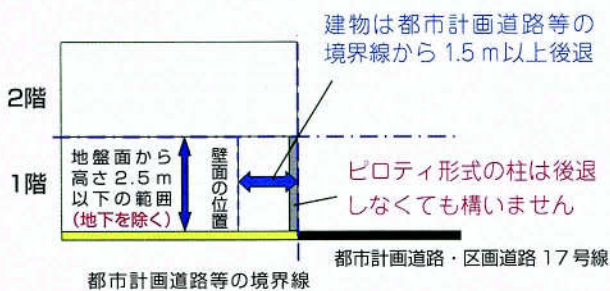 建物は都市計画道路等の
境界線から1.5m以上後退
2階
1階
地盤面から
高さ2.5m
以下の範囲
(地下を除く)
壁面の位置
ピロティ形式の柱は後退
しなくても構いません
都市計画道路・区画道路17号線
都市計画道路等の境界線